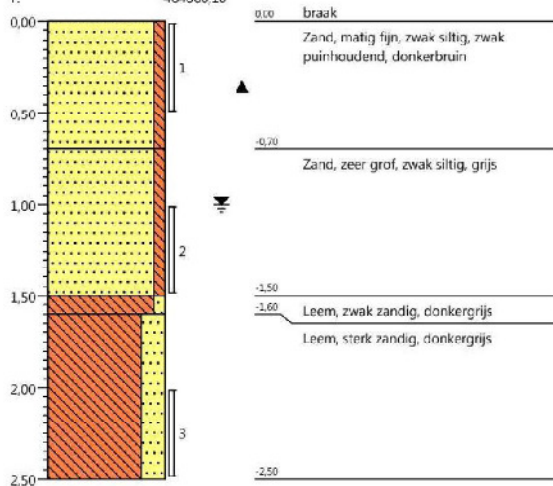 0,00
0,50
1,00
1,50
2,00
2,50
1
2
3
0,00 braak
Zand, matig fijn, zwak siltig, zwak
puinhoudend, donkerbruin
-0,70
Zand, zeer grof, zwak siltig, grijs
-1,50
Leem, zwak zandig, donkergrijs
-1,60
Leem, sterk zandig, donkergrijs
-2,50